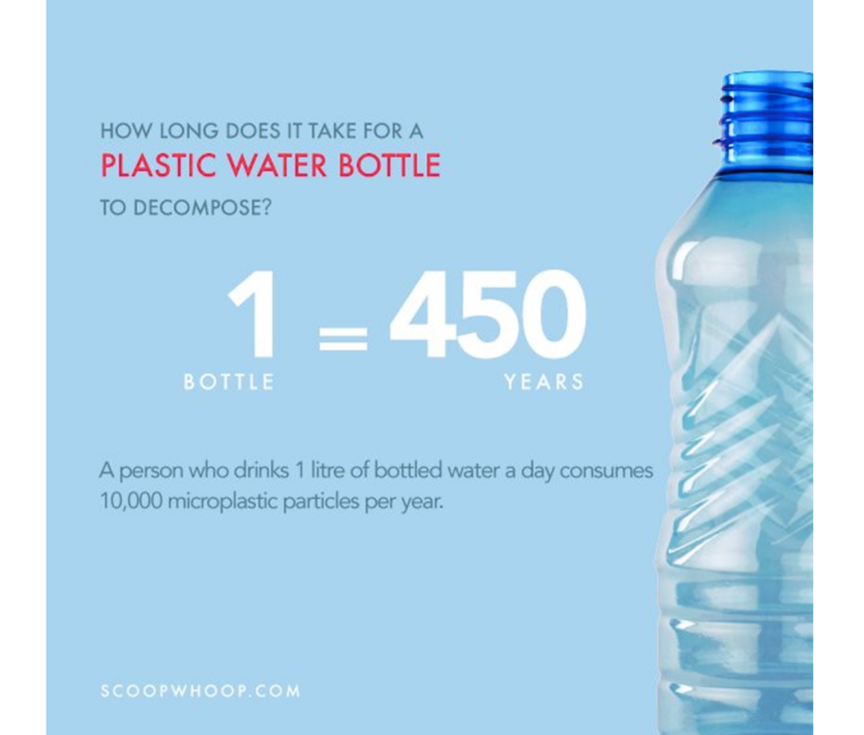 HOW LONG DOES IT TAKE FOR A
PLASTIC WATER BOTTLE
TO DECOMPOSE?
1 = 450
BOTTLE YEARS
A person who drinks 1 litre of bottled water a day consumes
10,000 microplastic particles per year.
SCOOPWHOOP.COM